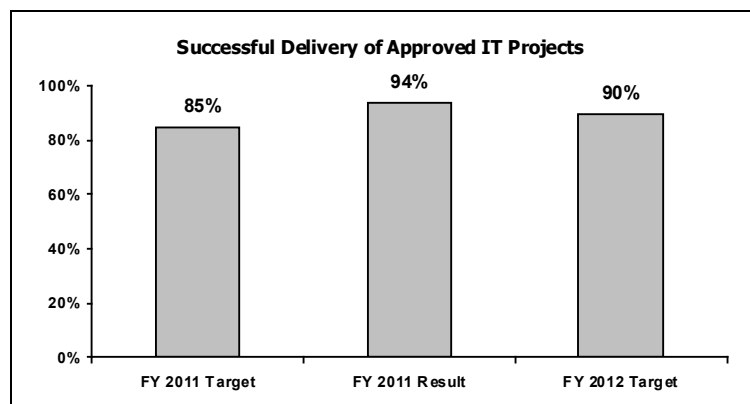 Successful Delivery of Approved IT Projects
100%
80%
60%
40%
20%
0%
85%
94%
90%
FY 2011 Target
FY 2011 Result
FY 2012 Target